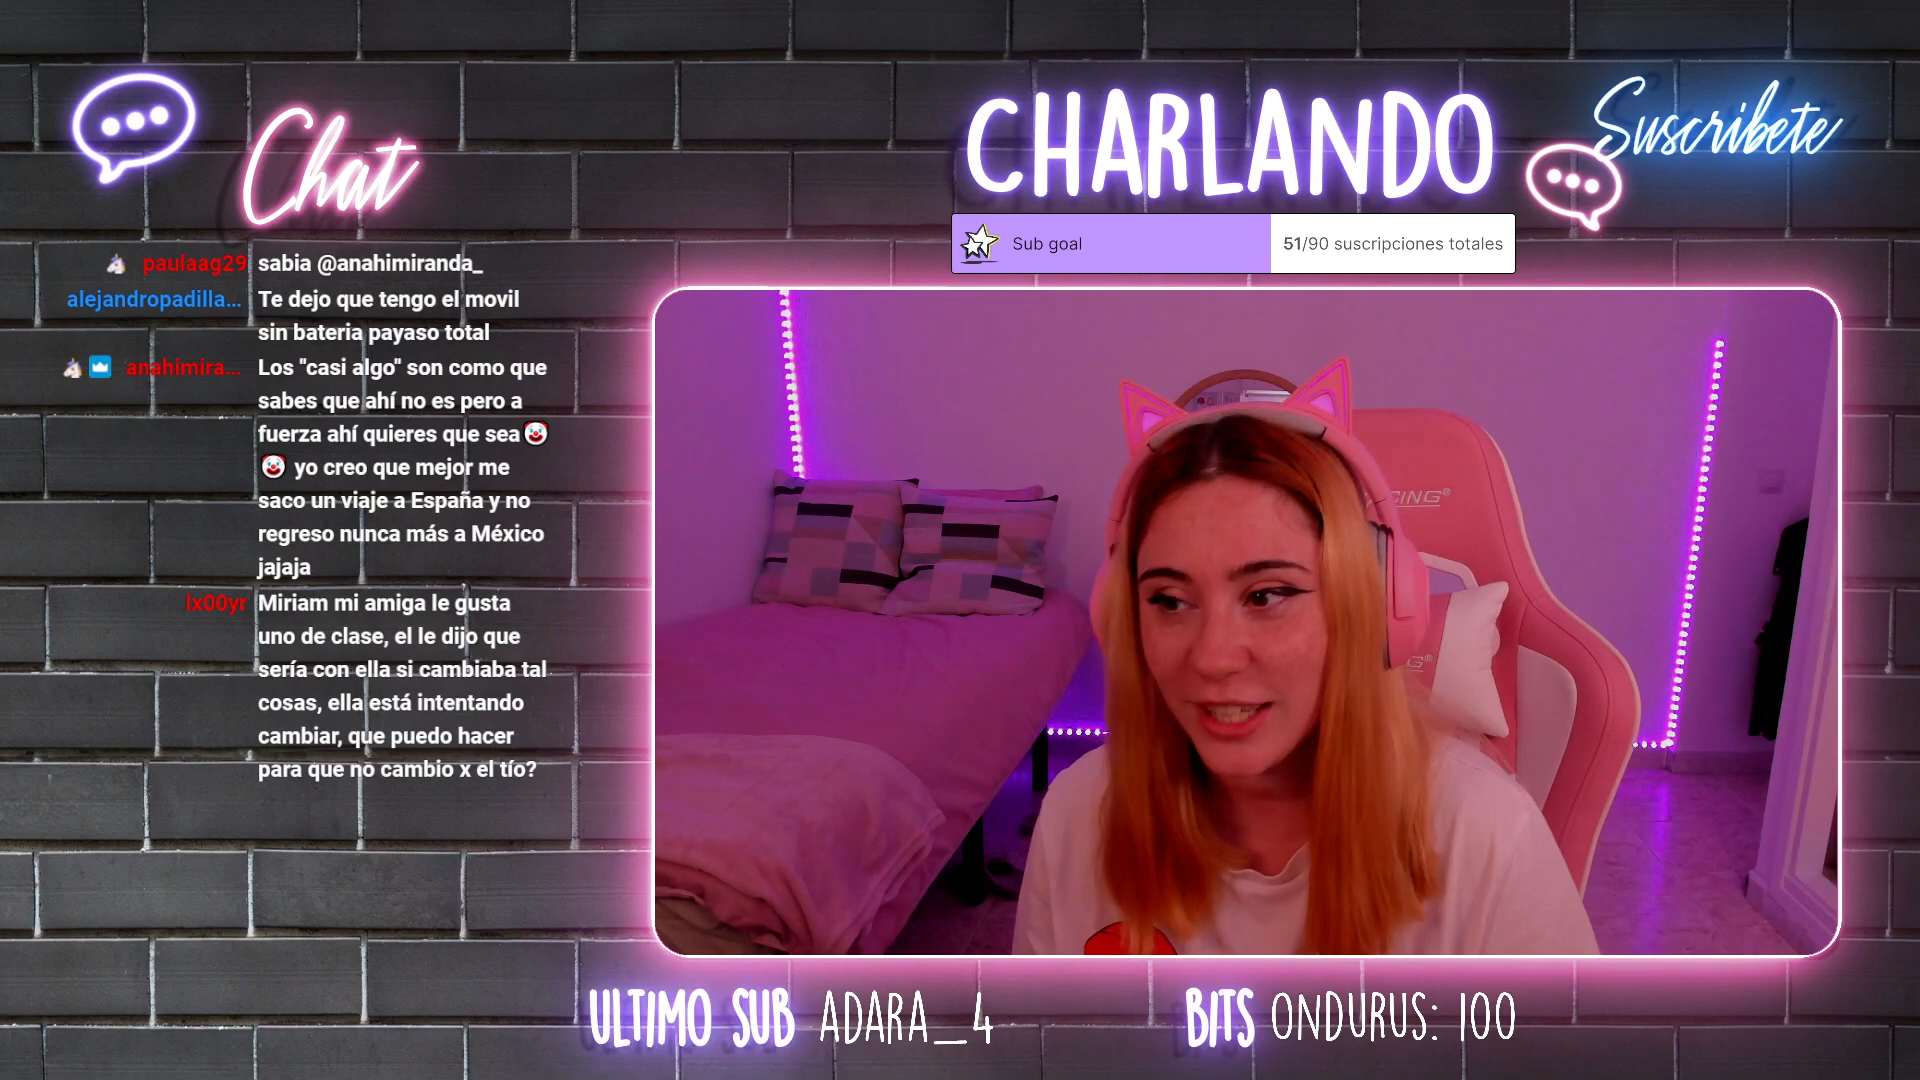 Chat
CHARLANDO
Suscribete
Sub goal
51/90 suscripciones totales
paulaag29 sabia @anahimiranda_
alejandropadilla... Te dejo que tengo el movil
sin bateria payaso total
anahimira... Los "casi algo" son como que
sabes que ahí no es pero a
fuerza ahí quieres que sea🤡
🤡 yo creo que mejor me
saco un viaje a España y no
regreso nunca más a México
jajaja
lx00yr Miriam mi amiga le gusta
uno de clase, el le dijo que
sería con ella si cambiaba tal
cosas, ella está intentando
cambiar, que puedo hacer
para que no cambio x el tío?
ULTIMO SUB ADARA_4
BITS ONDURUS: 100